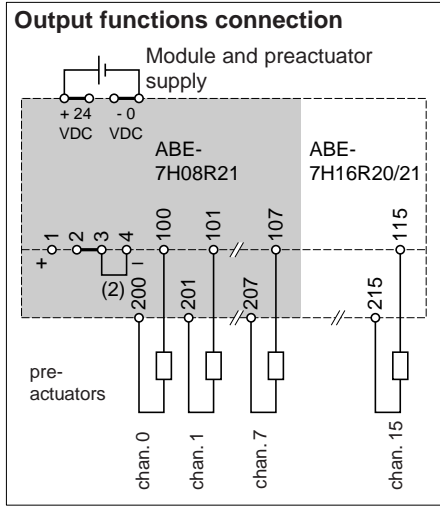 Output functions connection
Module and preactuator
supply
+ 24
VDC
- 0
VDC
ABE-
7H08R21
ABE-
7H16R20/21
1
2
3
4
100
101
107
115
+
–
(2)
200
201
207
215
pre-
actuators
chan. 0
chan. 1
chan. 7
chan. 15